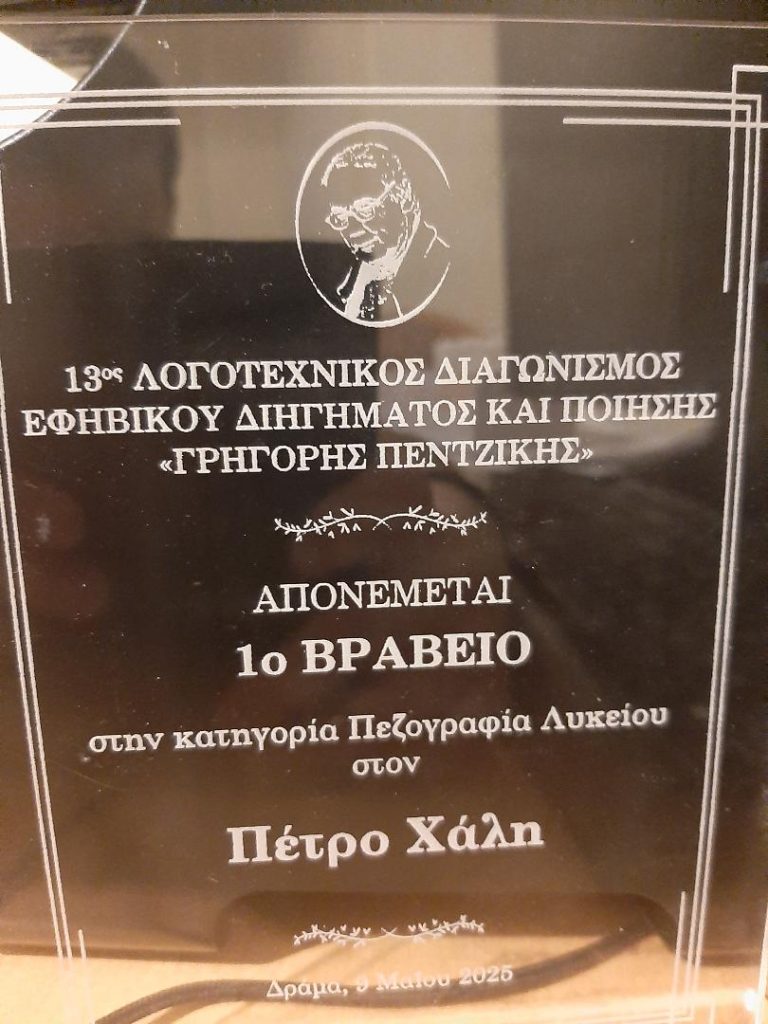 13ος ΛΟΓΟΤΕΧΝΙΚΟΣ ΔΙΑΓΩΝΙΣΜΟΣ
ΕΦΗΒΙΚΟΥ ΔΙΗΓΗΜΑΤΟΣ ΚΑΙ ΠΟΙΗΣΗΣ
«ΓΡΗΓΟΡΗΣ ΠΕΝΤΖΙΚΗΣ»
ΑΠΟΝΕΜΕΤΑΙ
1ο ΒΡΑΒΕΙΟ
στην κατηγορία Πεζογραφία Λυκείου
στον
Πέτρο Χάλη
Δράμα, 9 Μαΐου 2025